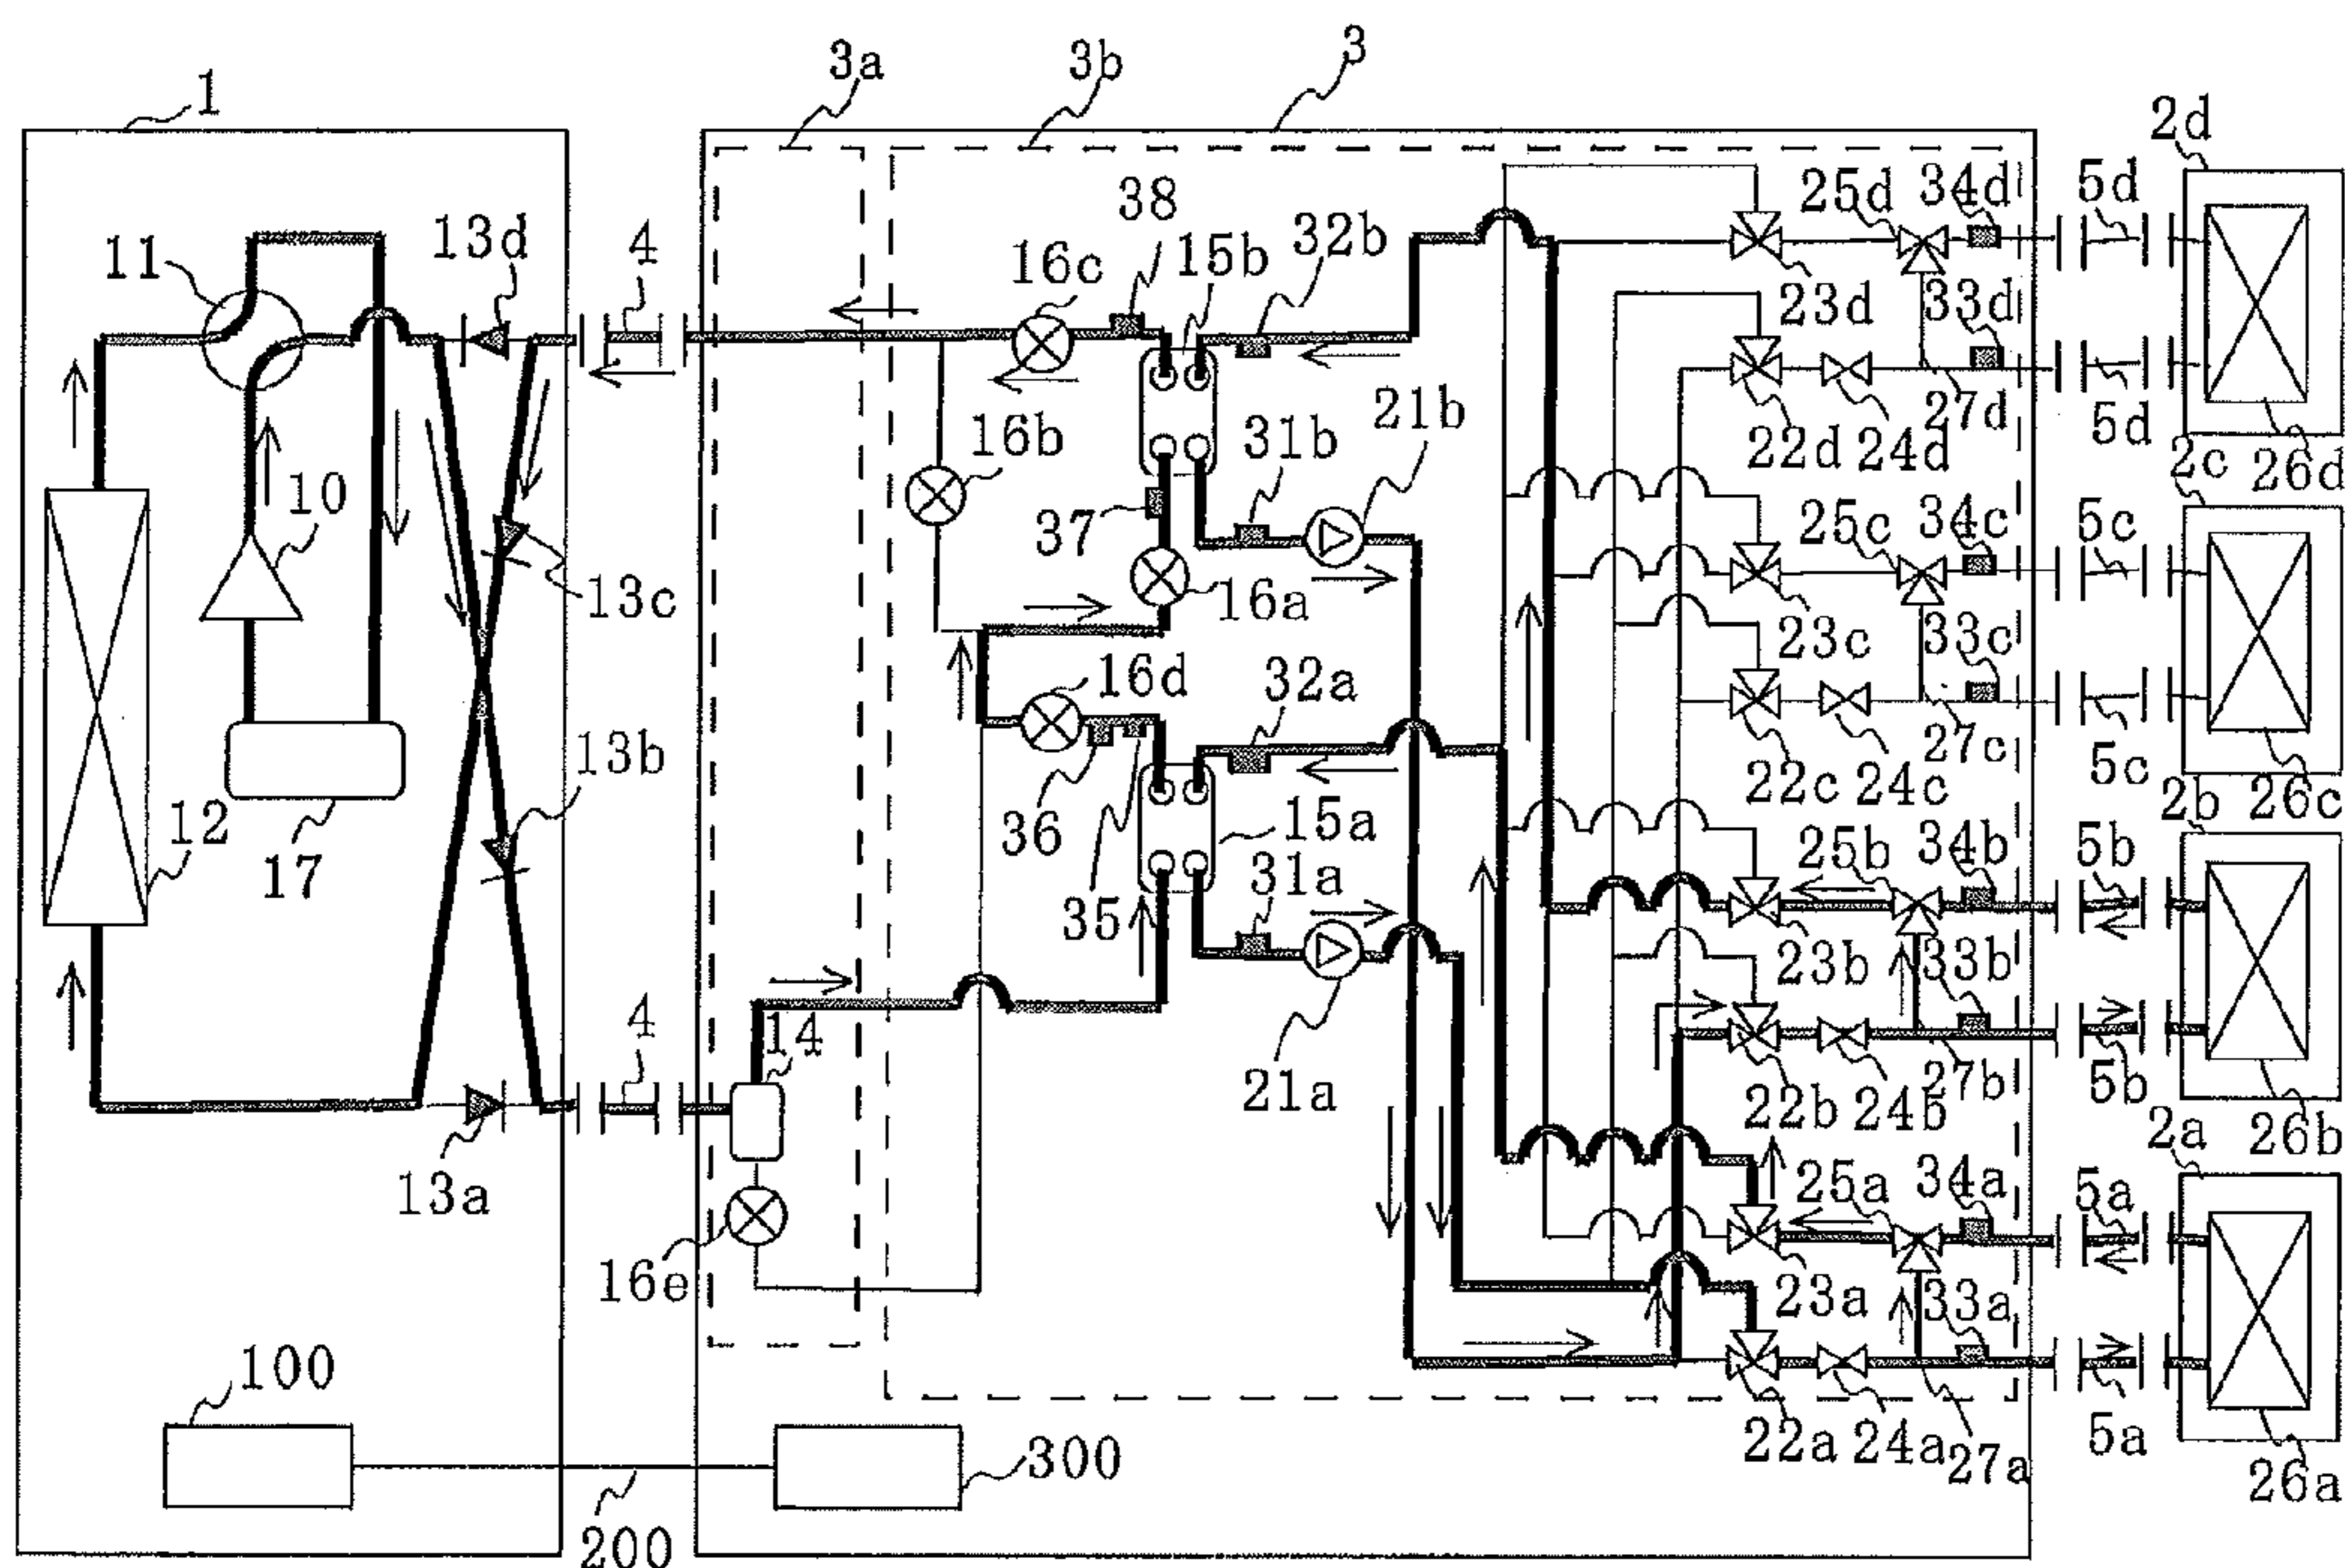 3a 3b 3
1 2d
38 25d 34d 5d
11 13d 4 16c 15b 32b
23d 33d
16b 31b 21b 22d 24d 27d 5d
10 2c 26d
37 25c 34c 5c
13c 16a
23c 33c
16d 32a
13b 22c 24c 27c 5c
12 2b 26c
17 36 15a 25b 34b 5b
35 31a
23b 33b
4 14
21a 22b 24b 27b 5b
2a 26b
13a 25a 34a 5a
16e 23a 33a
100
300 22a 24a 27a 5a
26a
200